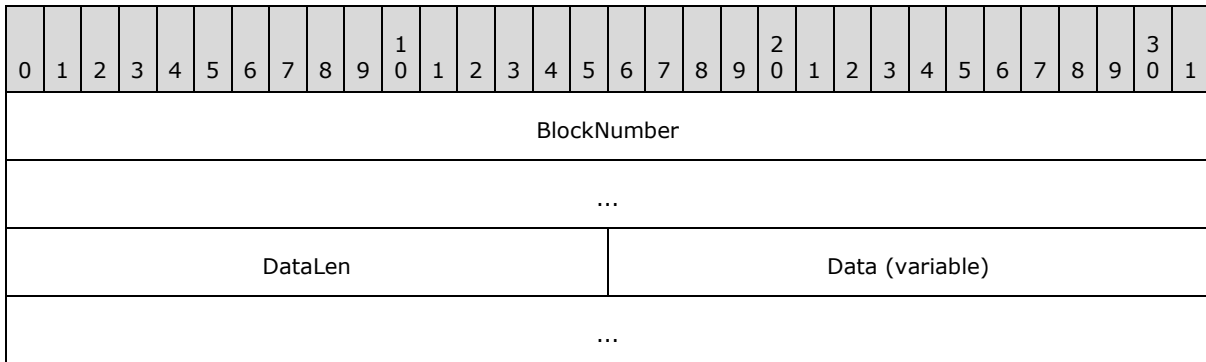 0 1 2 3 4 5 6 7 8 9 1 0 1 2 3 4 5 6 7 8 9 2 0 1 2 3 4 5 6 7 8 9 3 0 1
BlockNumber
...
DataLen Data (variable)
...